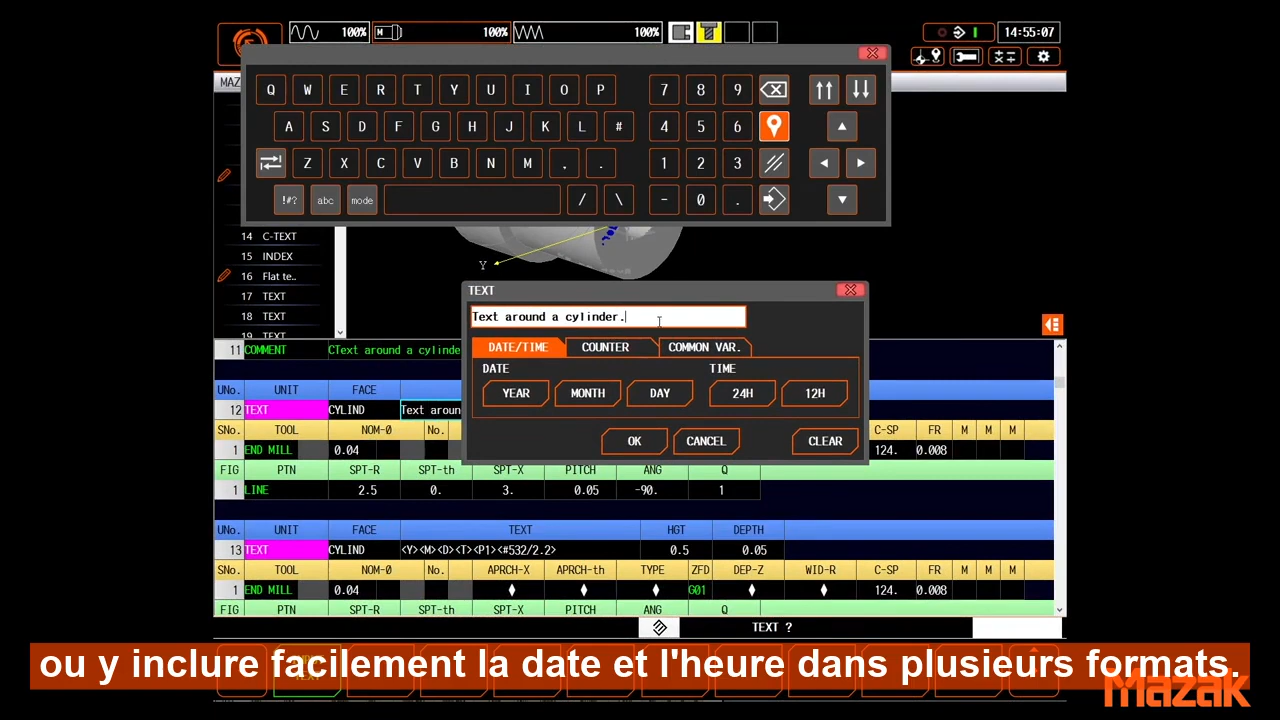 100% 100% 100% 14:55:07
MAZ
Q W E R T Y U I O P 7 8 9
A S D F G H J K L # 4 5 6
Z X C V B N M , . 1 2 3
!#? abc mode / \ - 0 .
14 C-TEXT
15 INDEX
16 Flat te..
17 TEXT
18 TEXT
19 TEXT
Y
TEXT
Text around a cylinder.
DATE/TIME COUNTER COMMON VAR.
DATE TIME
YEAR MONTH DAY 24H 12H
OK CANCEL CLEAR
11 COMMENT CText around a cylinde
UNo. UNIT FACE
12 TEXT CYLIND Text aroun
SNo. TOOL NOM-Ø No. C-SP FR M M M
1 END MILL 0.04 124. 0.008
FIG PTN SPT-R SPT-th SPT-X PITCH ANG Q
1 LINE 2.5 0. 3. 0.05 -90. 1
UNo. UNIT FACE TEXT HGT DEPTH
13 TEXT CYLIND <Y><M><D><T><P1><#532/2.2> 0.5 0.05
SNo. TOOL NOM-Ø No. APRCH-X APRCH-th TYPE ZFD DEP-Z WID-R C-SP FR M M M
1 END MILL 0.04 ♦ ♦ ♦ G01 ♦ ♦ 124. 0.008
FIG PTN SPT-R SPT-th SPT-X PITCH ANG Q
TEXT ?
ou y inclure facilement la date et l'heure dans plusieurs formats.
Mazak